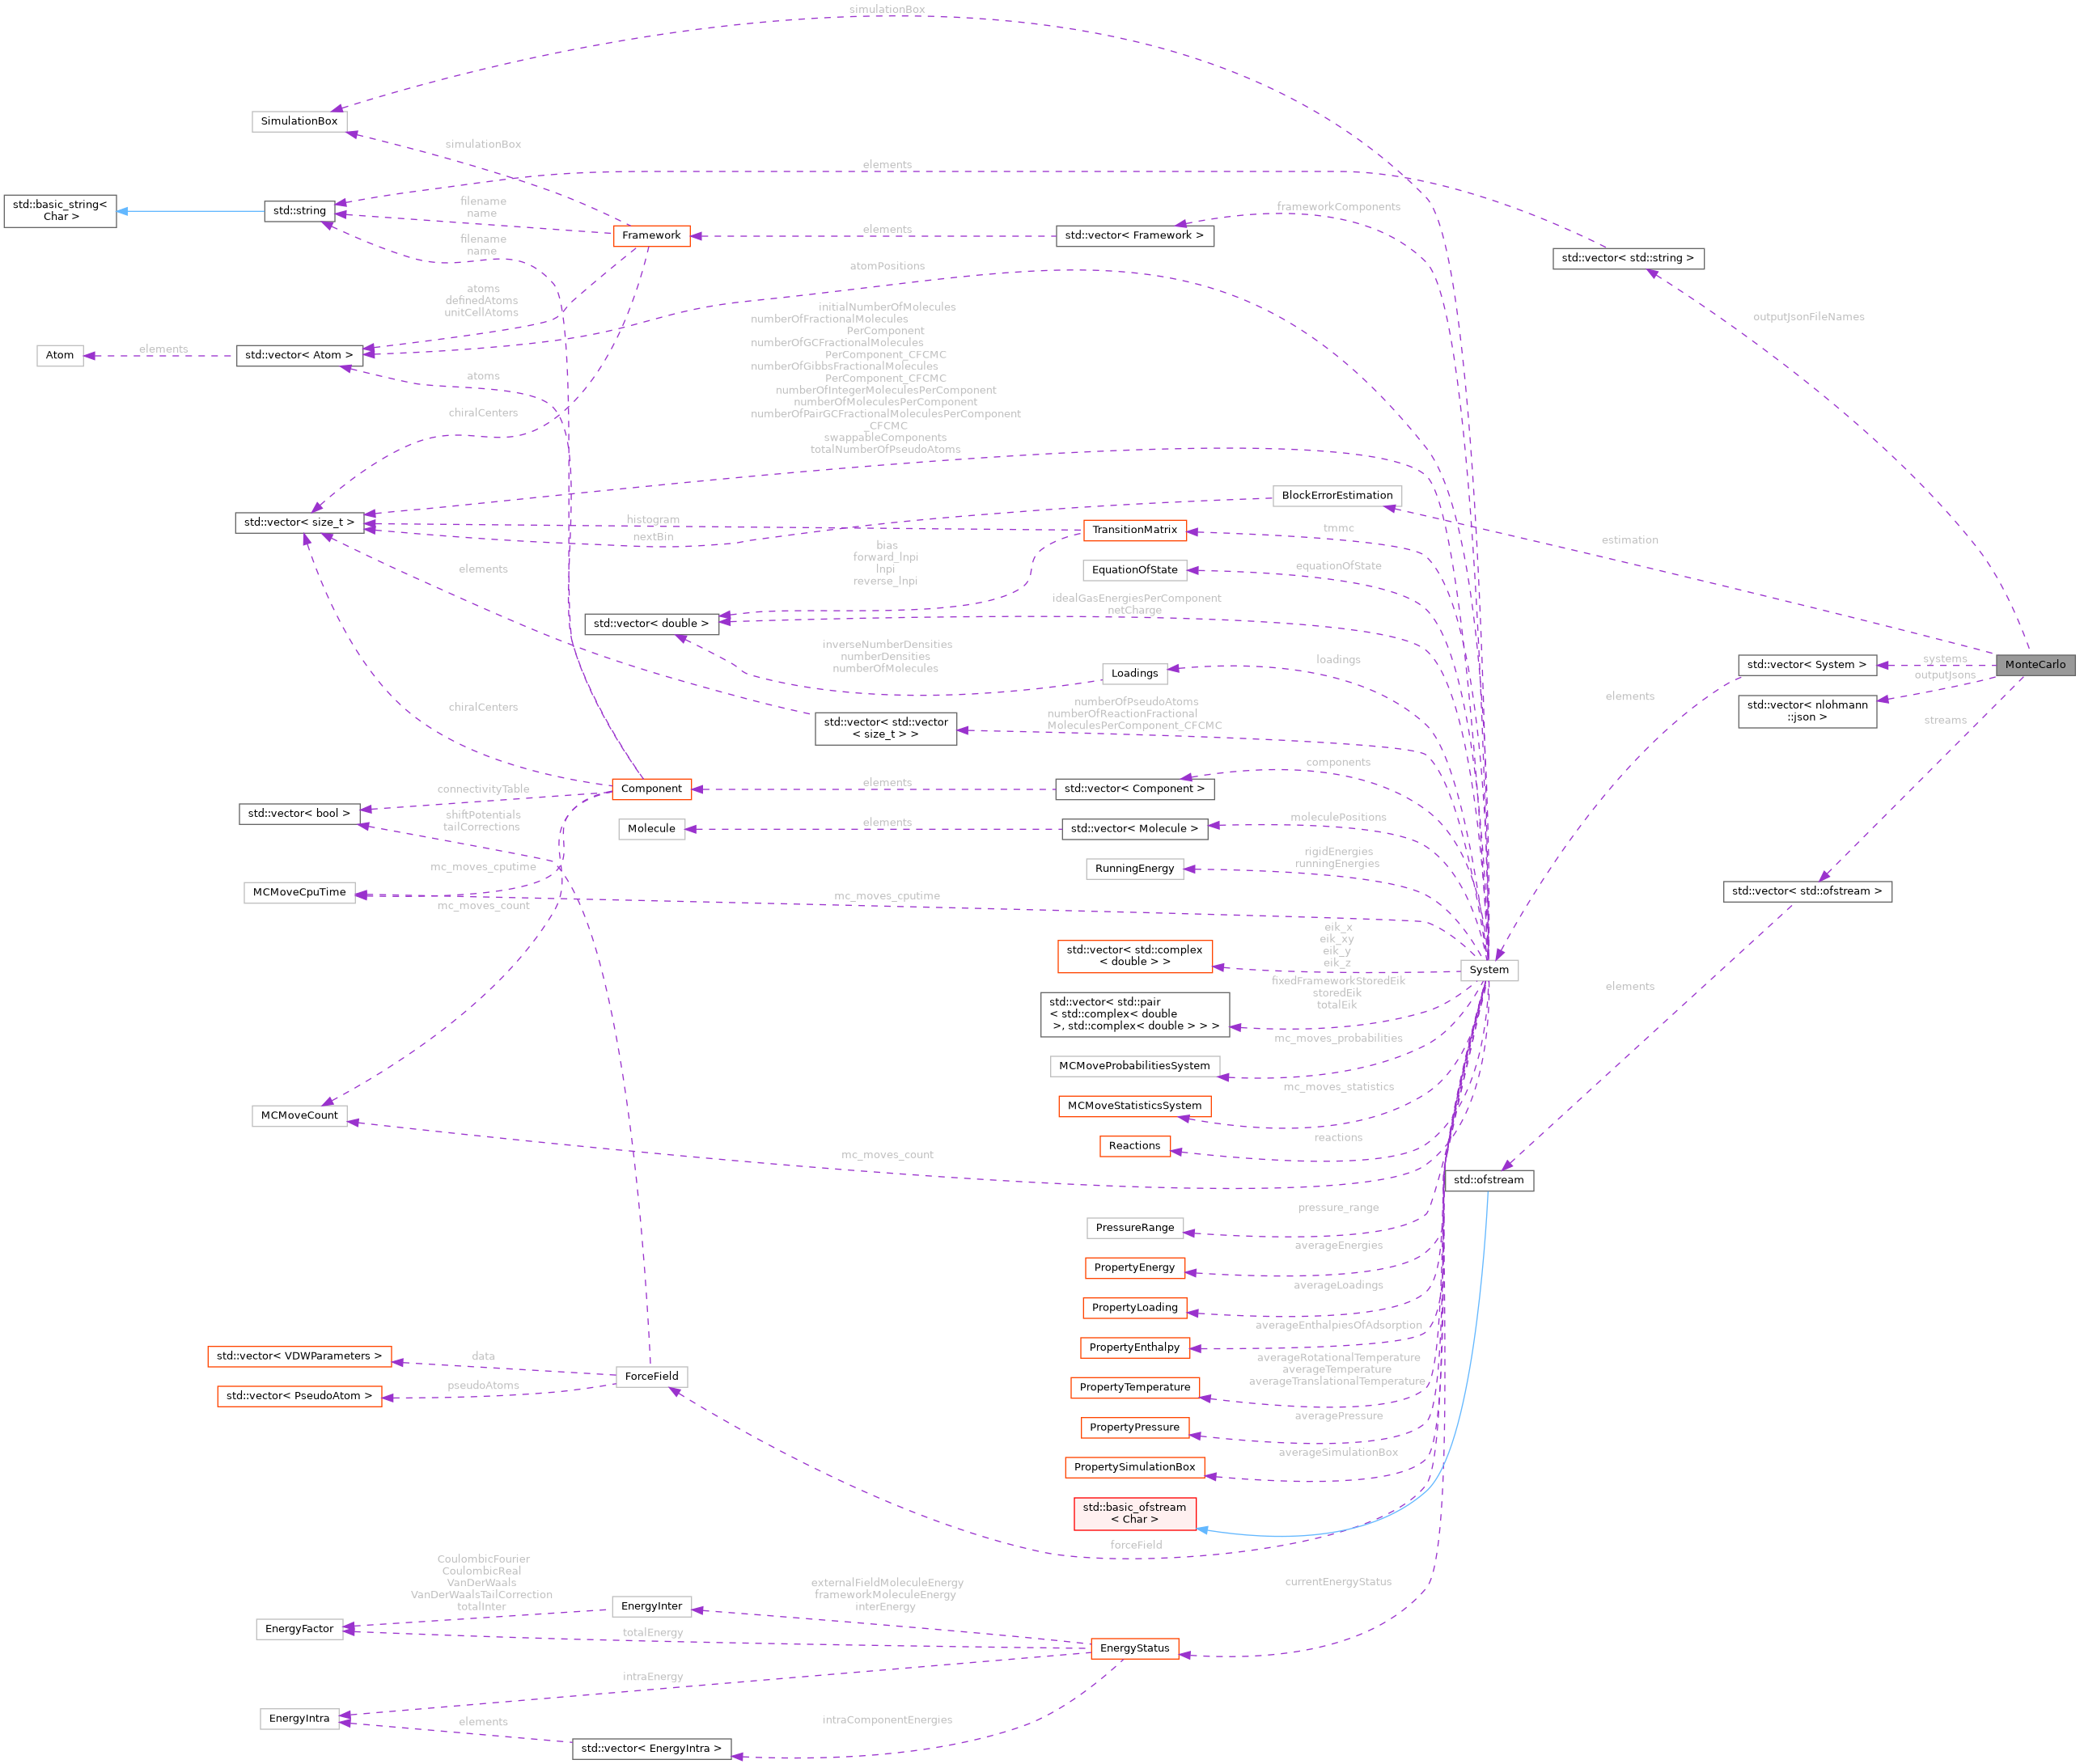 simulationBox
SimulationBox
simulationBox
elements
std::basic_string<
Char >
std::string
filename
name
frameworkComponents
Framework
elements
std::vector< Framework >
filename
name
std::vector< std::string >
atomPositions
atoms
definedAtoms
unitCellAtoms
initialNumberOfMolecules
numberOfFractionalMolecules
PerComponent
numberOfGCFractionalMolecules
PerComponent_CFCMC
numberOfGibbsFractionalMolecules
PerComponent_CFCMC
numberOfIntegerMoleculesPerComponent
numberOfMoleculesPerComponent
numberOfPairGCFractionalMoleculesPerComponent
_CFCMC
swappableComponents
totalNumberOfPseudoAtoms
outputJsonFileNames
Atom
elements
std::vector< Atom >
atoms
chiralCenters
BlockErrorEstimation
std::vector< size_t >
histogram
nextBin
TransitionMatrix
tmmc
estimation
bias
forward_lnpi
lnpi
reverse_lnpi
elements
EquationOfState
equationOfState
idealGasEnergiesPerComponent
netCharge
std::vector< double >
inverseNumberDensities
numberDensities
numberOfMolecules
Loadings
loadings
std::vector< System >
systems
MonteCarlo
outputJsons
elements
chiralCenters
numberOfPseudoAtoms
numberOfReactionFractional
MoleculesPerComponent_CFCMC
std::vector< std::vector
< size_t > >
std::vector< nlohmann
::json >
streams
components
Component
elements
std::vector< Component >
connectivityTable
std::vector< bool >
shiftPotentials
tailCorrections
Molecule
elements
std::vector< Molecule >
moleculePositions
rigidEnergies
runningEnergies
RunningEnergy
mc_moves_cputime
MCMoveCpuTime
mc_moves_cputime
std::vector< std::ofstream >
mc_moves_count
eik_x
eik_xy
eik_y
eik_z
std::vector< std::complex
< double > >
System
fixedFrameworkStoredEik
storedEik
totalEik
elements
std::vector< std::pair
< std::complex< double
>, std::complex< double > > >
mc_moves_probabilities
MCMoveProbabilitiesSystem
mc_moves_statistics
MCMoveStatisticsSystem
MCMoveCount
Reactions
reactions
mc_moves_count
std::ofstream
pressure_range
PressureRange
averageEnergies
PropertyEnergy
averageLoadings
PropertyLoading
averageEnthalpiesOfAdsorption
PropertyEnthalpy
std::vector< VDWParameters >
data
averageRotationalTemperature
averageTemperature
averageTranslationalTemperature
ForceField
pseudoAtoms
std::vector< PseudoAtom >
PropertyTemperature
averagePressure
PropertyPressure
averageSimulationBox
PropertySimulationBox
std::basic_ofstream
< Char >
forceField
CoulombicFourier
CoulombicReal
VanDerWaals
VanDerWaalsTailCorrection
totalInter
externalFieldMoleculeEnergy
frameworkMoleculeEnergy
interEnergy
currentEnergyStatus
EnergyInter
EnergyFactor
totalEnergy
EnergyStatus
intraEnergy
EnergyIntra
elements
intraComponentEnergies
std::vector< EnergyIntra >